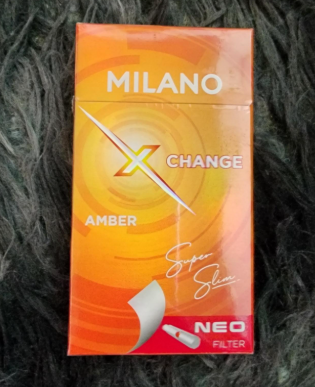 MILANO
X CHANGE
AMBER
Super
Slim
NEO
FILTER